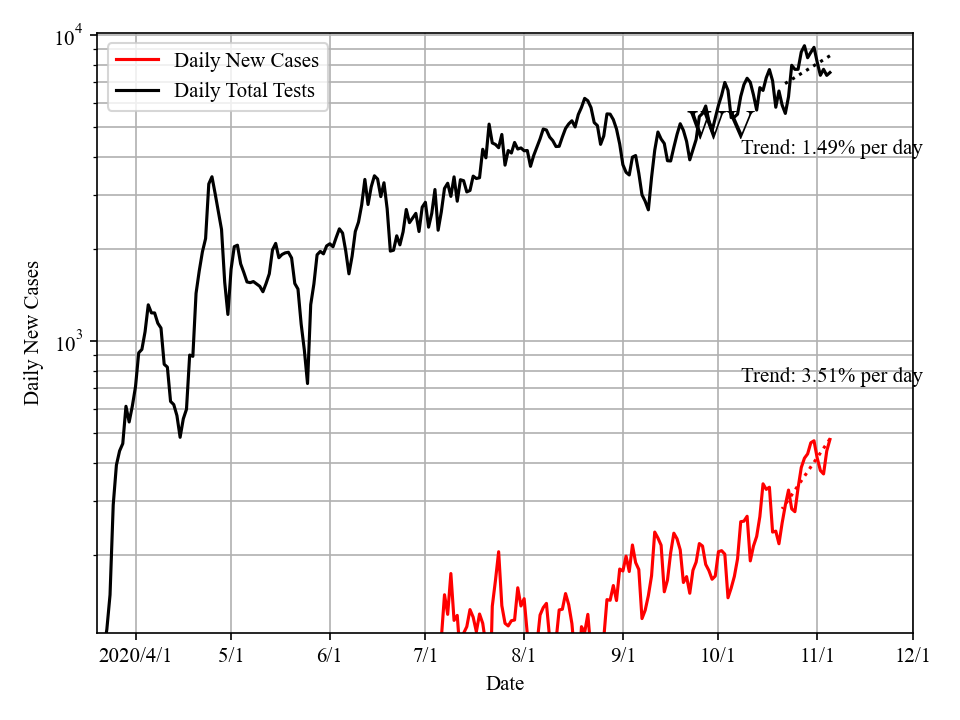 10^4
Daily New Cases
Daily Total Tests
WV
Trend: 1.49% per day
10^3
Trend: 3.51% per day
Daily New Cases
2020/4/1 5/1 6/1 7/1 8/1 9/1 10/1 11/1 12/1
Date